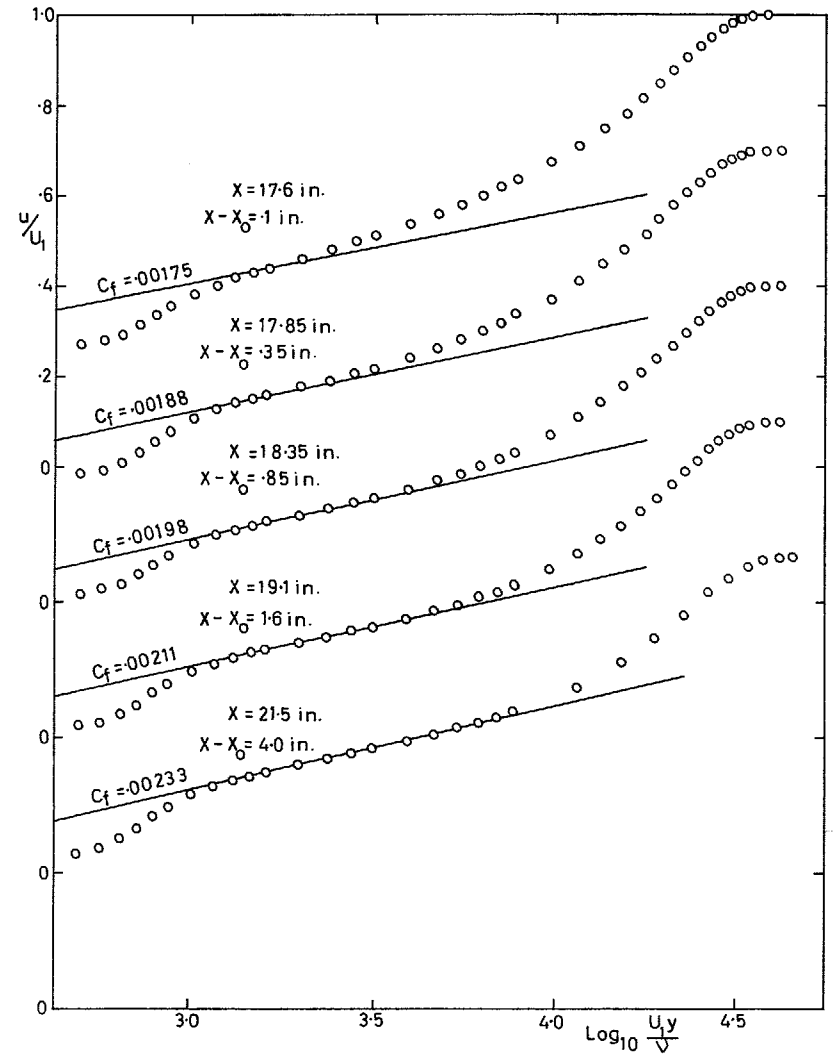 1.0
·8
X=17.6 in.
·6
X-X₀=·1 in.
u/U₁
Cf=·00175
·4
X=17.85 in.
X-X₀=·35 in.
·2
Cf=·00188
0
X=18.35 in.
X-X₀=·85 in.
Cf=·00198
0
X=19.1 in.
X-X₀=1.6 in.
Cf=·00211
0
X=21.5 in.
X-X₀=4.0 in.
Cf=·00233
0
0
3.0 3.5 4.0 4.5
Log₁₀ U₁y/ν